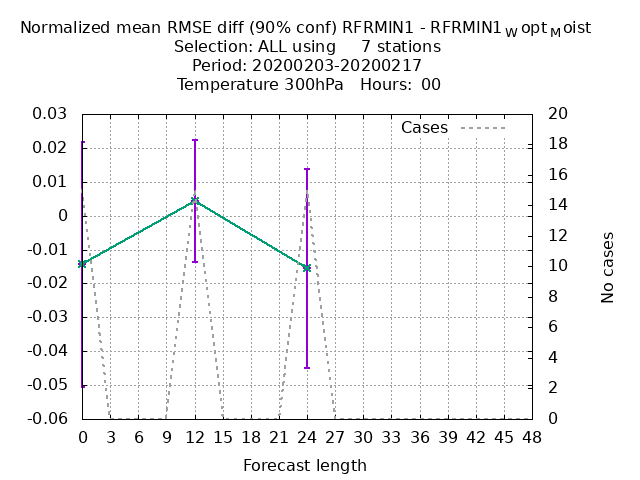 Normalized mean RMSE diff (90% conf) RFRMIN1 - RFRMIN1WoptMoist
Selection: ALL using 7 stations
Period: 20200203-20200217
Temperature 300hPa Hours: 00
Cases
0.03
0.02
0.01
0
-0.01
-0.02
-0.03
-0.04
-0.05
-0.06
20
18
16
14
12
10
8
6
4
2
0
No cases
0 3 6 9 12 15 18 21 24 27 30 33 36 39 42 45 48
Forecast length